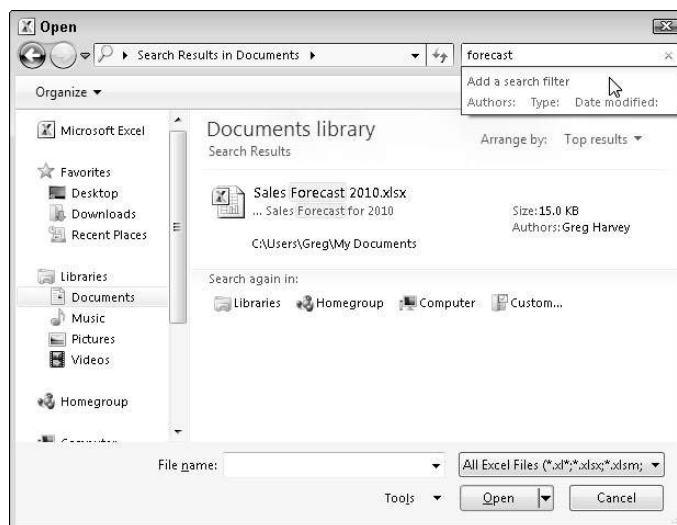 Open
Search Results in Documents
forecast
Add a search filter
Authors: Type: Date modified:
Organize
Microsoft Excel
Favorites
Desktop
Downloads
Recent Places
Libraries
Documents
Music
Pictures
Videos
Homegroup
Computer
Documents library
Search Results
Arrange by: Top results
Sales Forecast 2010.xlsx
... Sales Forecast for 2010
C:\Users\Greg\My Documents
Size: 15.0 KB
Authors: Greg Harvey
Search again in:
Libraries Homegroup Computer Custom...
File name:
All Excel Files (*.xl*;*.xlsx;*.xlsm;
Tools Open Cancel